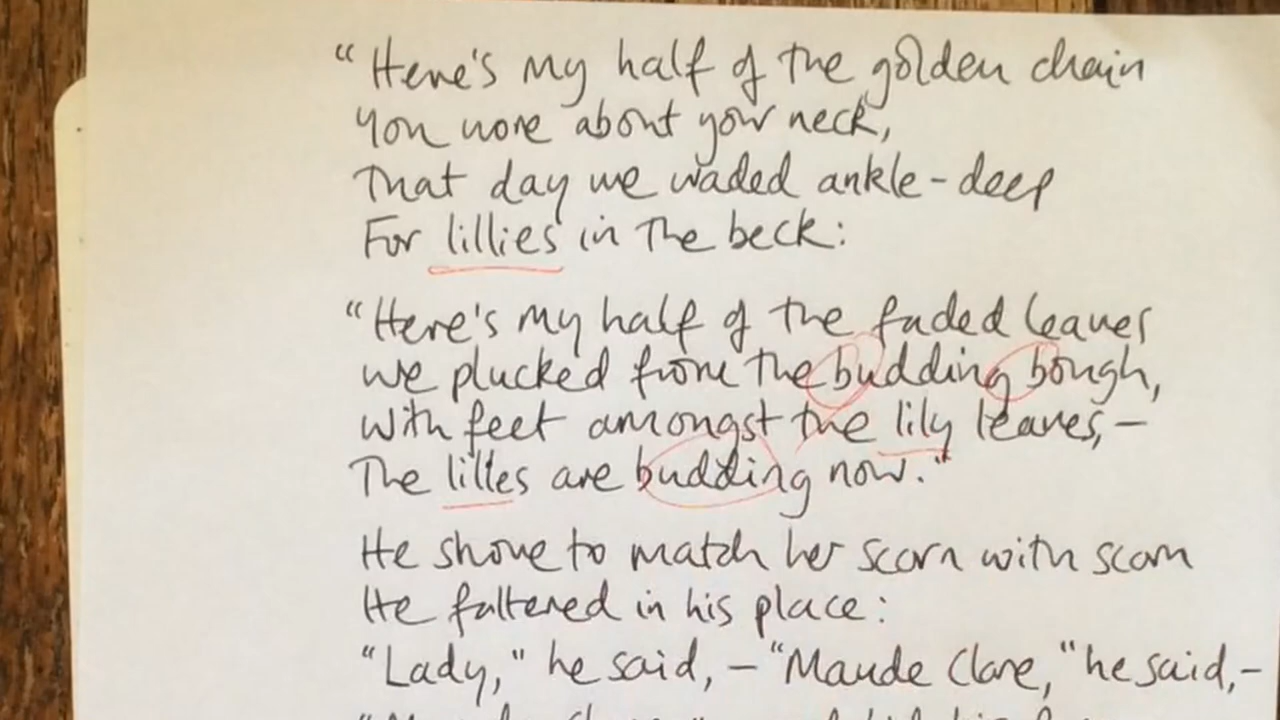 "Here's my half of the golden chain
You wore about your neck,
That day we waded ankle-deep
For lillies in the beck:
"Here's my half of the faded leaves
we plucked from the budding bough,
With feet amongst the lily leaves,-
The lilles are budding now."
He shove to match her scorn with scorn
He faltered in his place:
"Lady," he said, - "Maude Clare," he said,-